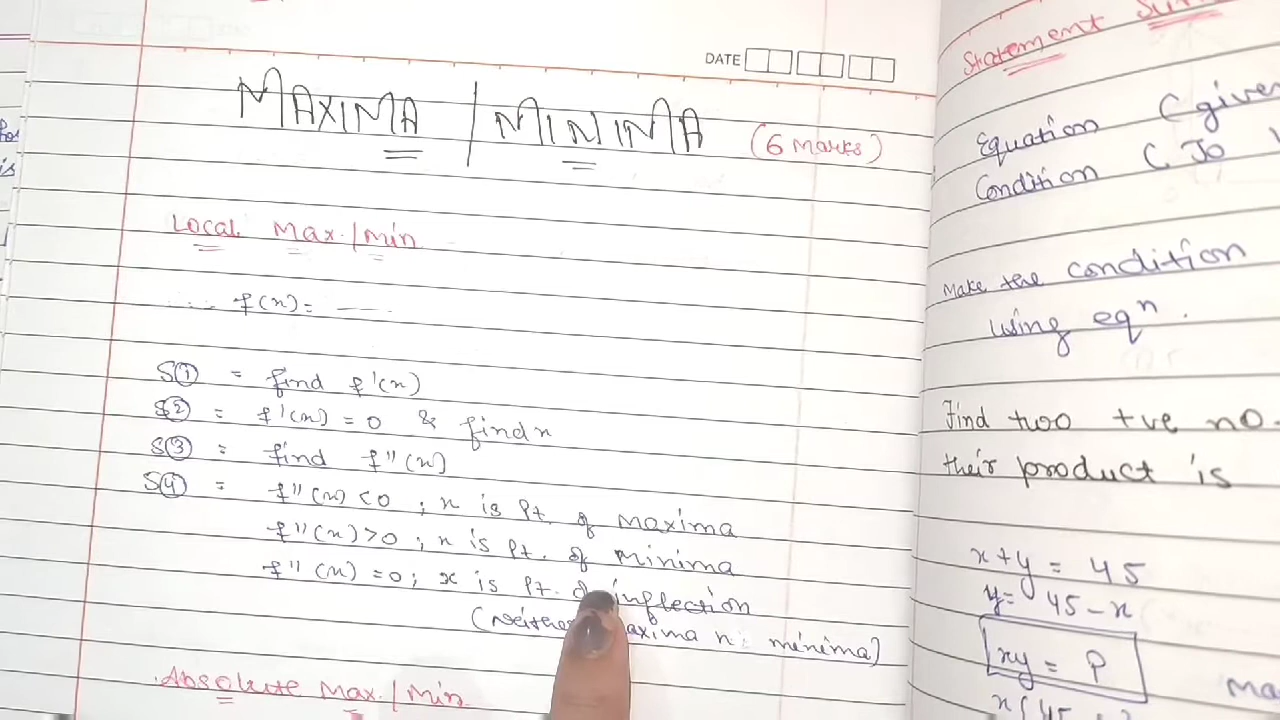 DATE
MAXIMA | MINIMA (6 Marks)
Local Max./Min
f(x) = —
S① = find f'(x)
S② = f'(x) = 0 & find x
S③ = find f''(x)
S④ = f''(x) <0 ; x is Pt. of maxima
f''(x) >0 ; x is Pt. of minima
f''(x) =0 ; x is Pt. of inflection
(Neither minima)
Absolute Max./Min
Statement
Equation (given
Condition ( To
Make the condition
using eqⁿ.
Find two +ve no.
their product is
x+y = 45
y = 45-x
xy = P